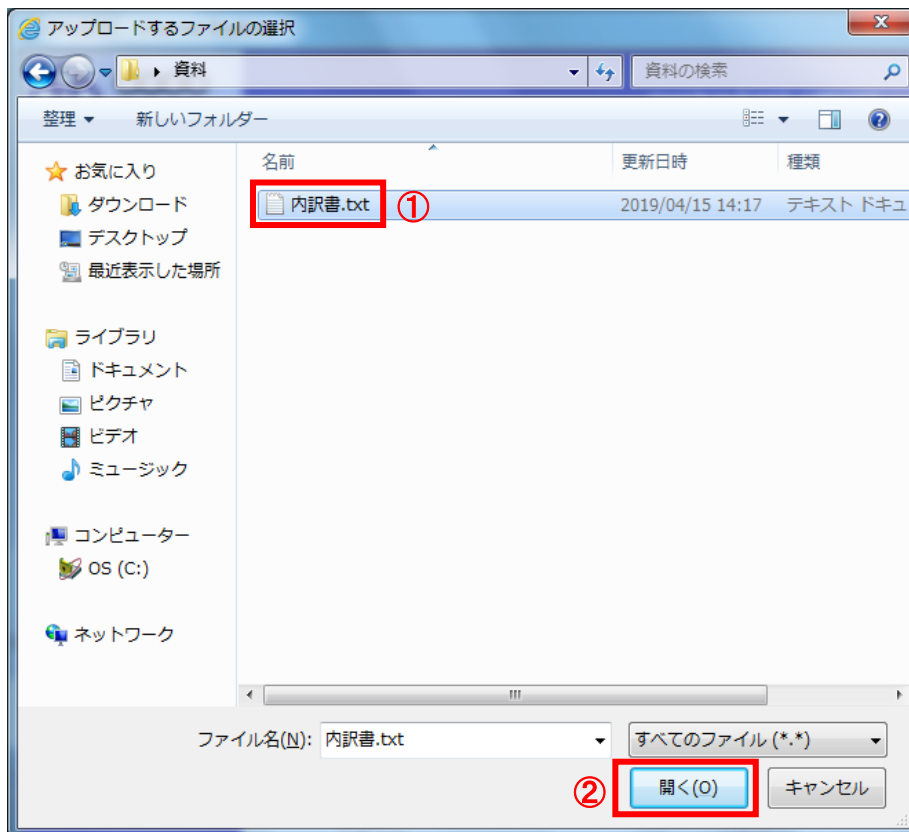 アップロードするファイルの選択
資料
資料の検索
整理
新しいフォルダー
名前
更新日時
種類
お気に入り
ダウンロード
デスクトップ
最近表示した場所
ライブラリ
ドキュメント
ピクチャ
ビデオ
ミュージック
コンピューター
OS (C:)
ネットワーク
内訳書.txt
①
2019/04/15 14:17
テキスト ドキュ
ファイル名(N):
内訳書.txt
すべてのファイル (*.*)
②
開く(O)
キャンセル